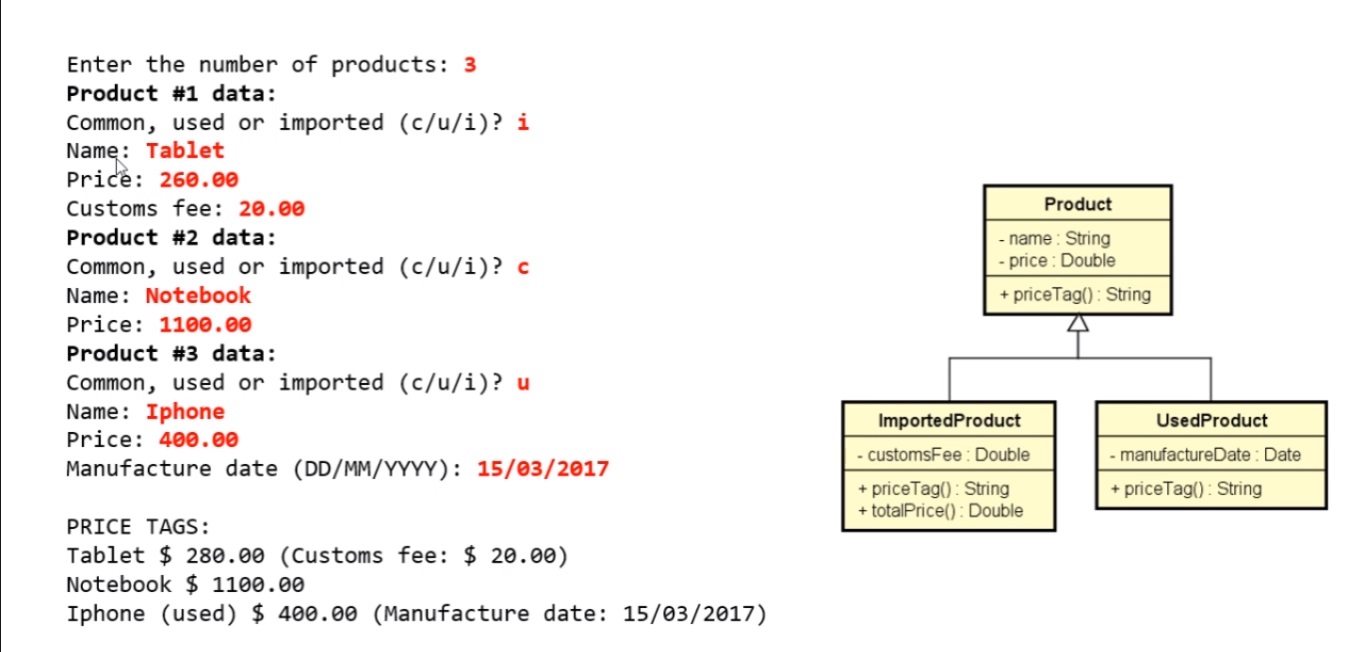 Enter the number of products: 3
Product #1 data:
Common, used or imported (c/u/i)? i
Name: Tablet
Price: 260.00
Customs fee: 20.00
Product #2 data:
Common, used or imported (c/u/i)? c
Name: Notebook
Price: 1100.00
Product #3 data:
Common, used or imported (c/u/i)? u
Name: Iphone
Price: 400.00
Manufacture date (DD/MM/YYYY): 15/03/2017
PRICE TAGS:
Tablet $ 280.00 (Customs fee: $ 20.00)
Notebook $ 1100.00
Iphone (used) $ 400.00 (Manufacture date: 15/03/2017)
Product
- name : String
- price : Double
+ priceTag() : String
ImportedProduct
- customsFee : Double
+ priceTag() : String
+ totalPrice() : Double
UsedProduct
- manufactureDate : Date
+ priceTag() : String